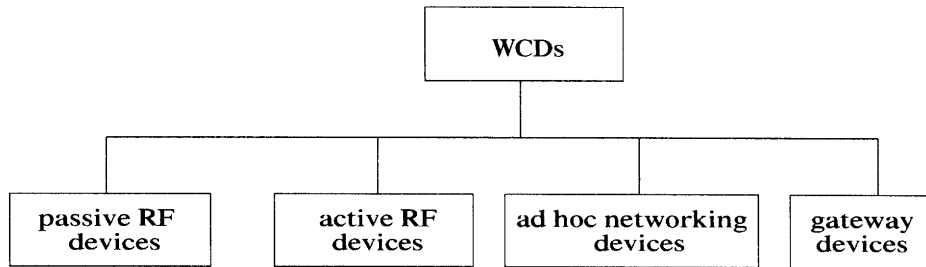 WCDs
passive RF
devices
active RF
devices
ad hoc networking
devices
gateway
devices